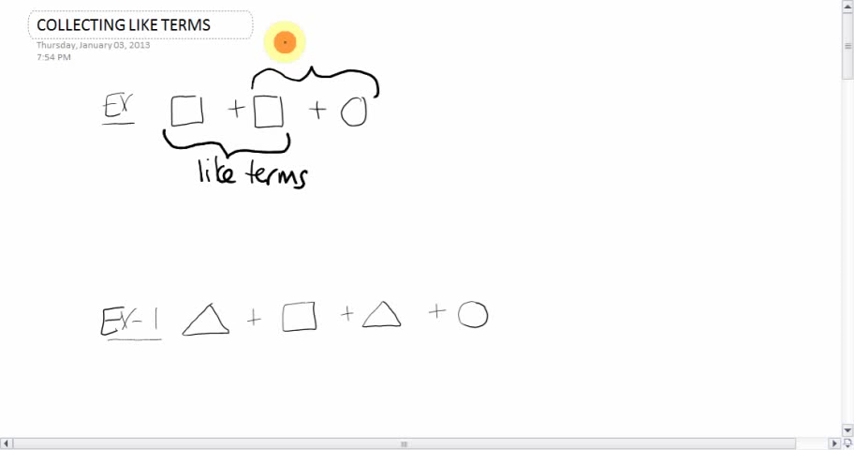 COLLECTING LIKE TERMS
Thursday, January 03, 2013
7:54 PM
Ex □ + □ + ○
like terms
Ex-1 △ + □ + △ + ○